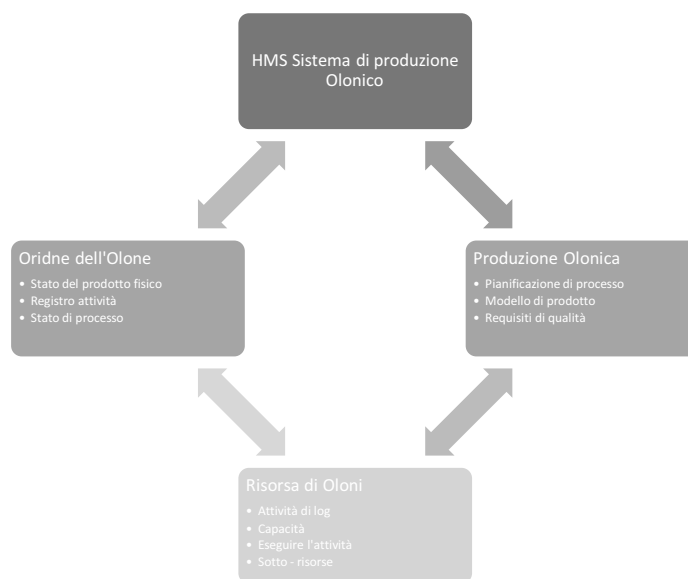 HMS Sistema di produzione
Olonico
Oridne dell'Olone
• Stato del prodotto fisico
• Registro attività
• Stato di processo
Produzione Olonica
• Pianificazione di processo
• Modello di prodotto
• Requisiti di qualità
Risorsa di Oloni
• Attività di log
• Capacità
• Eseguire l'attività
• Sotto - risorse